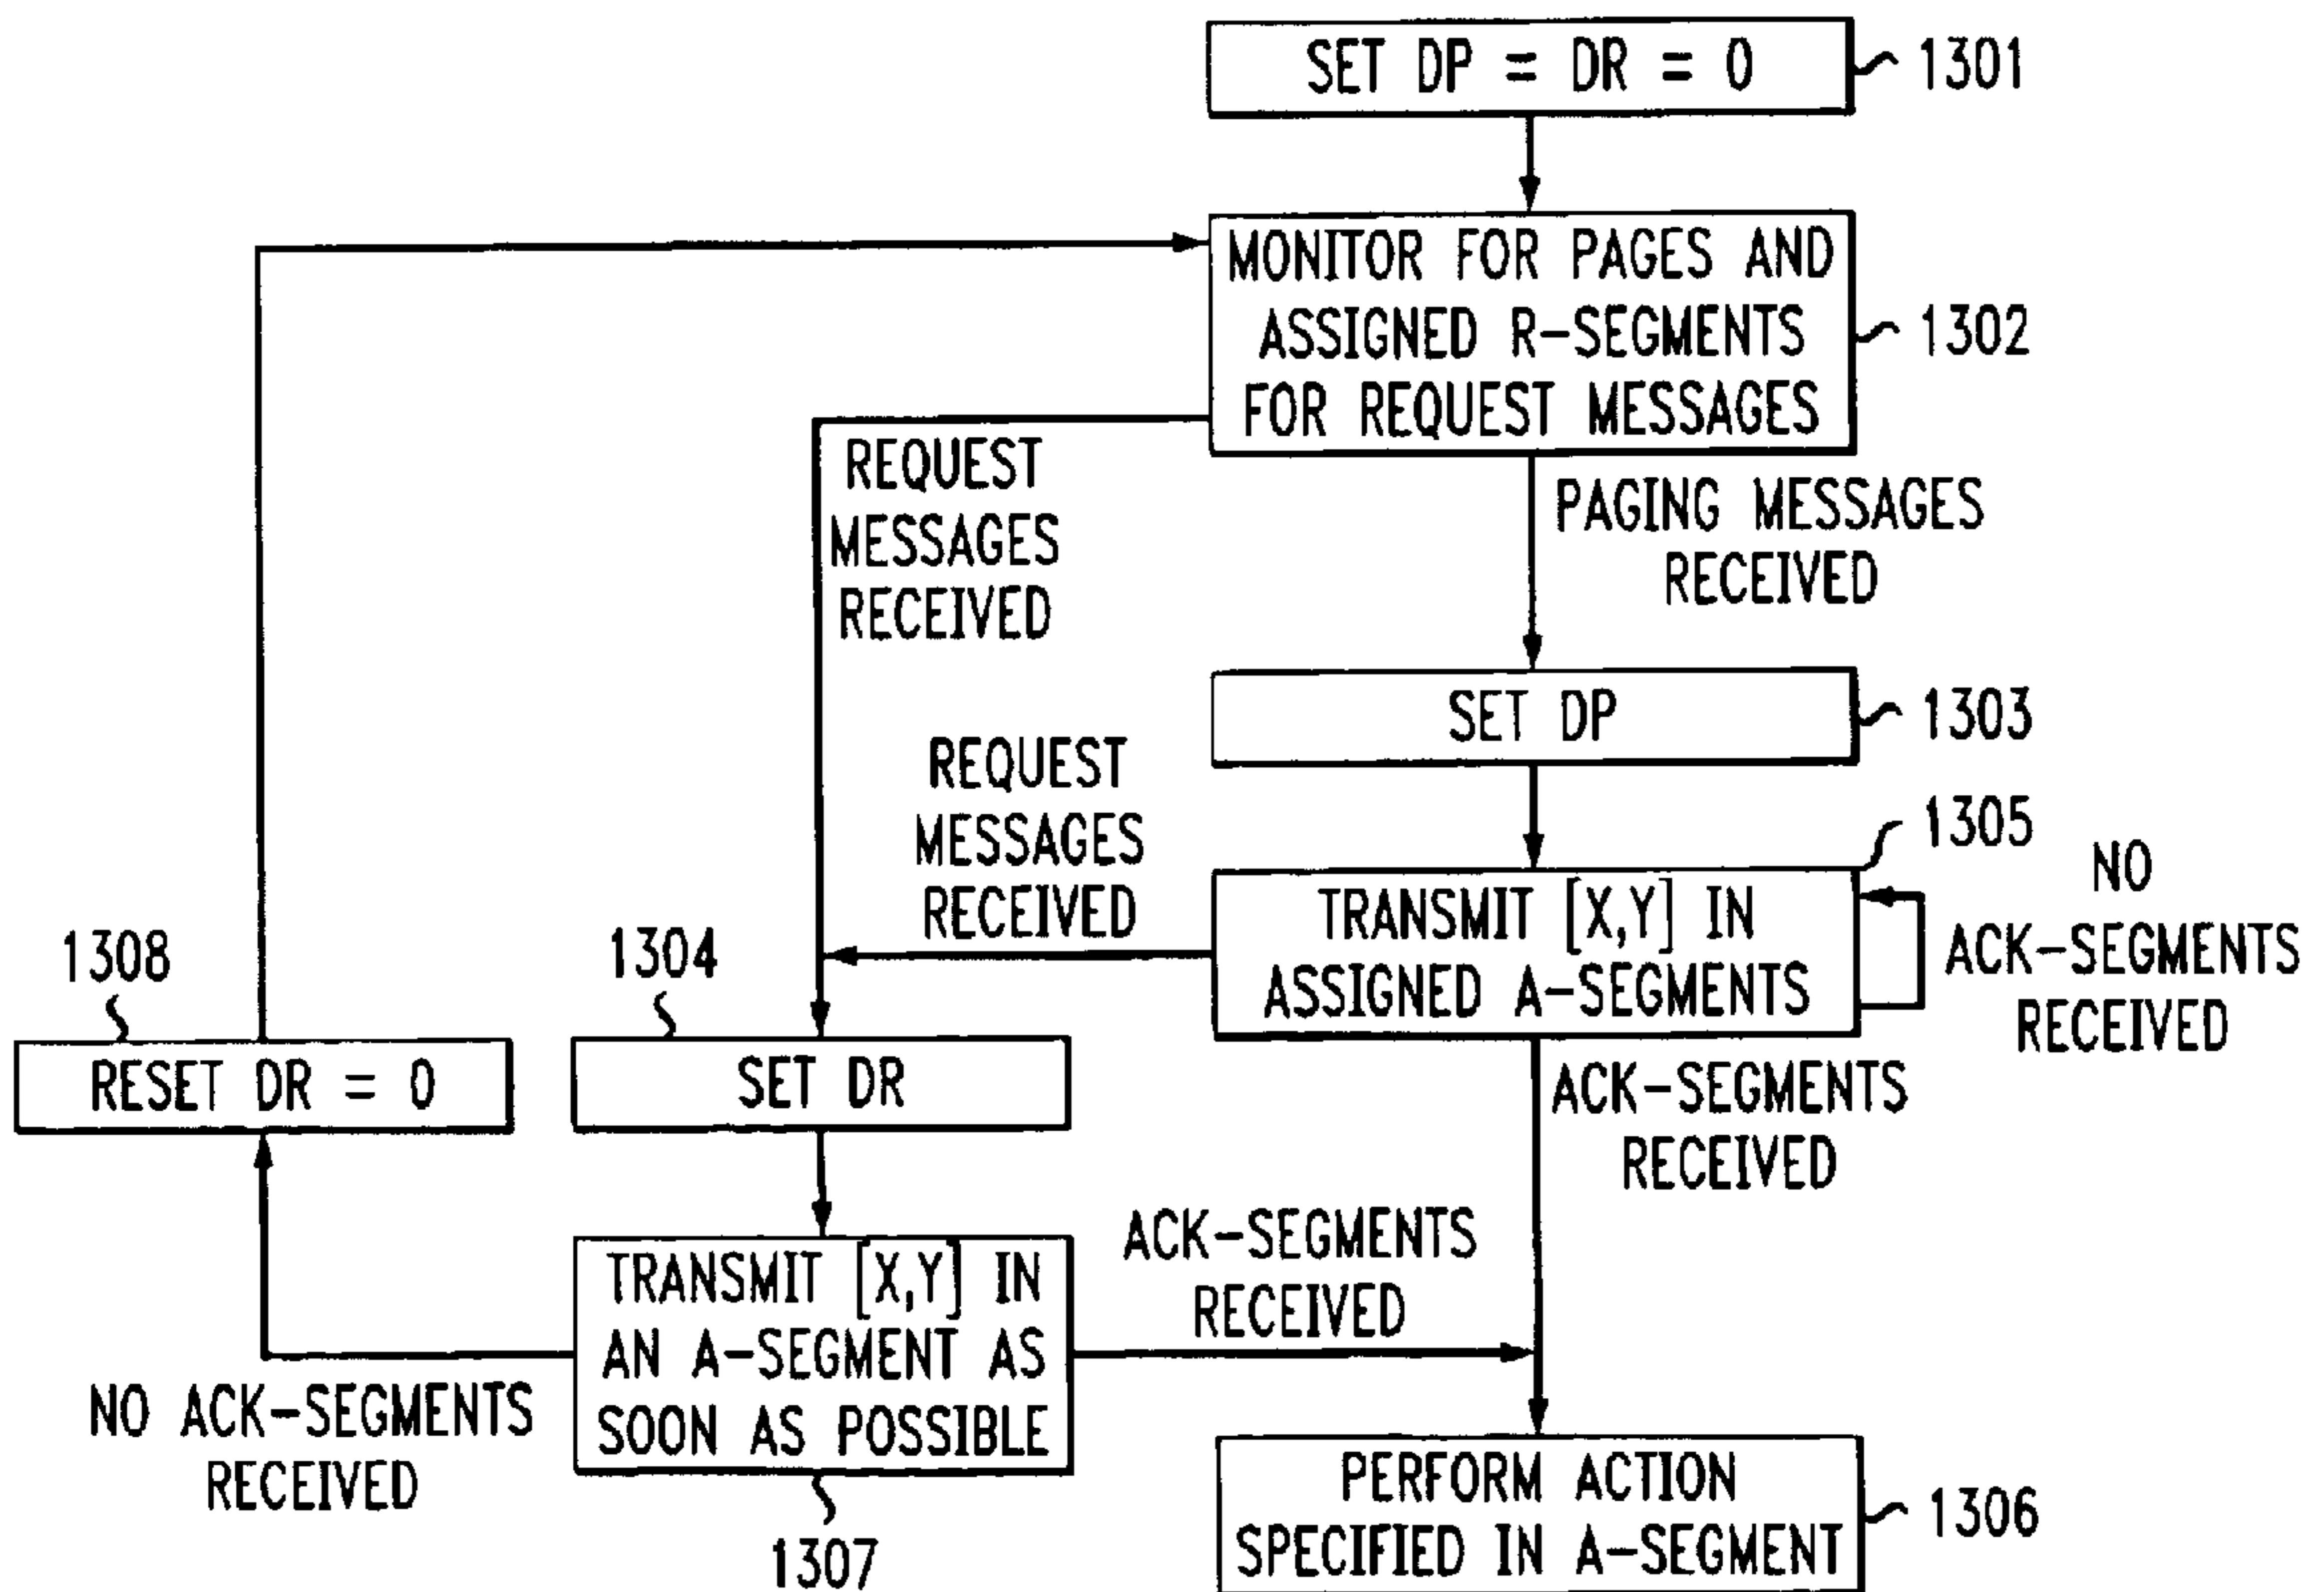 SET DP = DR = 0
1301
MONITOR FOR PAGES AND
ASSIGNED R-SEGMENTS
FOR REQUEST MESSAGES
1302
REQUEST
MESSAGES
RECEIVED
PAGING MESSAGES
RECEIVED
SET DP
1303
REQUEST
MESSAGES
RECEIVED
1305
TRANSMIT [X,Y] IN
ASSIGNED A-SEGMENTS
NO
ACK-SEGMENTS
RECEIVED
1308
RESET DR = 0
1304
SET DR
ACK-SEGMENTS
RECEIVED
TRANSMIT [X,Y] IN
AN A-SEGMENT AS
SOON AS POSSIBLE
1307
ACK-SEGMENTS
RECEIVED
NO ACK-SEGMENTS
RECEIVED
PERFORM ACTION
SPECIFIED IN A-SEGMENT
1306